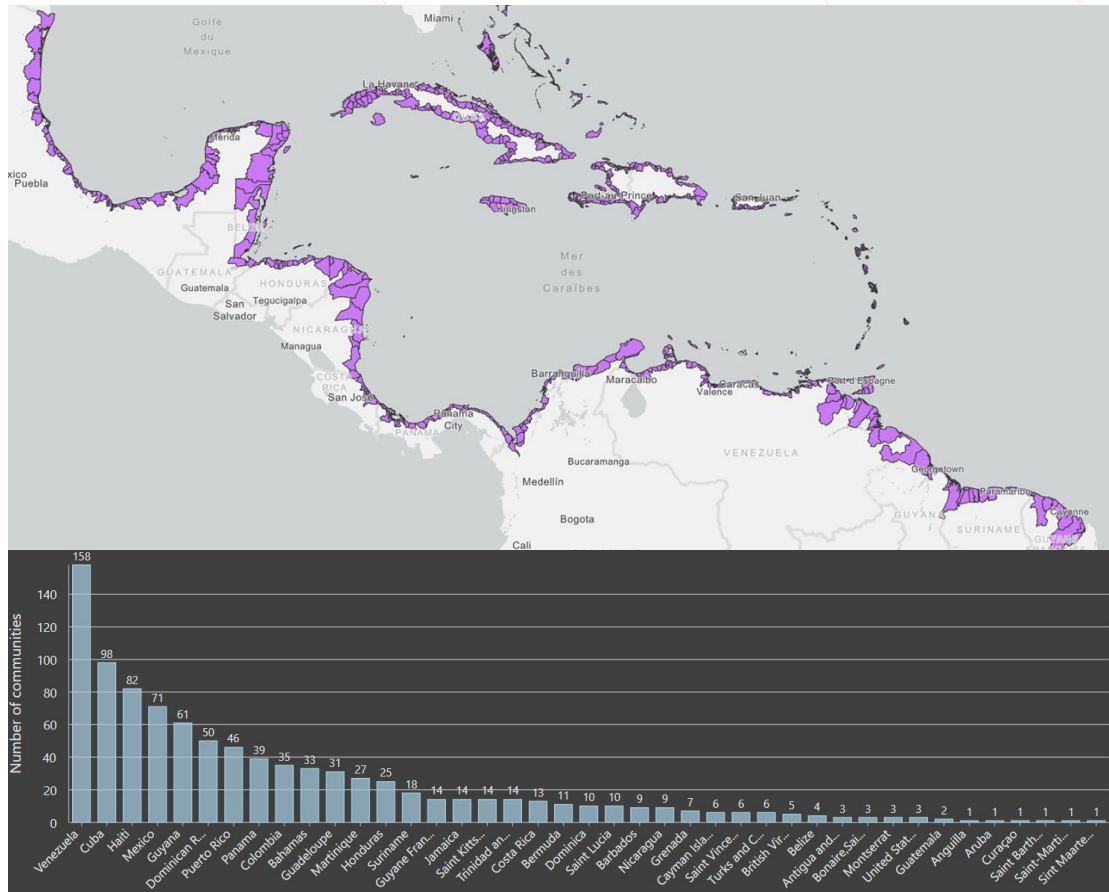 Miami
Golfe
du
Mexique
La Havane
CUBA
Mérida
xico
Puebla
Port-au-Prince
San Juan
Kingston
BELI
Mer
des
Caraïbes
GUATEMALA
HONDURAS
Guatemala
Tegucigalpa
San
Salvador
NICARAGUA
Managua
Barranquilla
Maracaibo
Caracas
Port d'Espagne
Valence
COSTA
RICA
San José
Panama
City
PANAMA
Bucaramanga
VENEZUELA
Georgetown
Medellín
Paramaribo
Cayenne
Bogota
GUYANA
SURINAME
Cali
Number of communities
140
120
100
80
60
40
20
0
158
98
82
71
61
50
46
39
35
33
31
27
25
18
14
14
14
14
13
11
10
10
9
9
7
6
6
6
5
4
3
3
3
3
2
1
1
1
1
1
1
Venezuela
Cuba
Haïti
Mexico
Guyana
Dominican R...
Puerto Rico
Panama
Colombia
Bahamas
Guadeloupe
Martinique
Honduras
Suriname
Guyane Fran...
Jamaica
Saint Kitts...
Trinidad an...
Costa Rica
Bermuda
Dominica
Saint Lucia
Barbados
Nicaragua
Grenada
Cayman Isla...
Saint Vince...
Turks and C...
British Vir...
Belize
Antigua and...
Bonaire,Sai...
Montserrat
United Stat...
Guatemala
Anguilla
Aruba
Curaçao
Saint Barth...
Saint-Marti...
Sint Maarte...